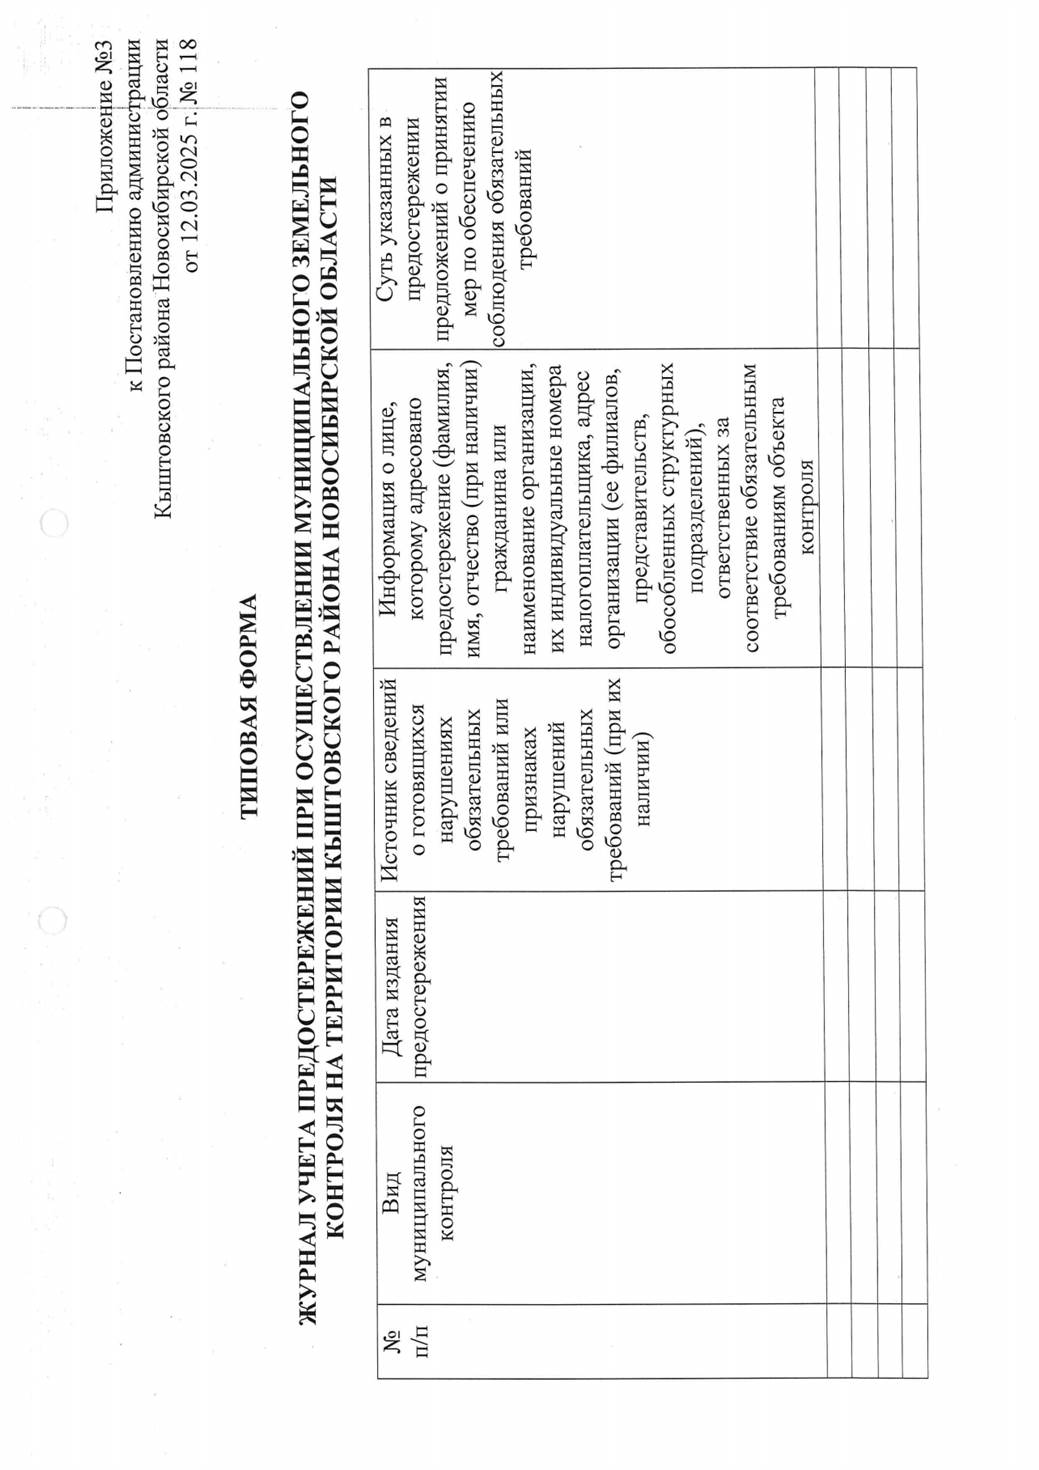 Приложение №3
к Постановлению администрации
Кыштовского района Новосибирской области
от 12.03.2025 г. № 118
ТИПОВАЯ ФОРМА
ЖУРНАЛ УЧЕТА ПРЕДОСТЕРЕЖЕНИЙ ПРИ ОСУЩЕСТВЛЕНИИ МУНИЦИПАЛЬНОГО ЗЕМЕЛЬНОГО
КОНТРОЛЯ НА ТЕРРИТОРИИ КЫШТОВСКОГО РАЙОНА НОВОСИБИРСКОЙ ОБЛАСТИ
№
п/п
Вид
муниципального
контроля
Дата издания
предостережения
Источник сведений
о готовящихся
нарушениях
обязательных
требований или
признаках
нарушений
обязательных
требований (при их
наличии)
Информация о лице,
которому адресовано
предостережение (фамилия,
имя, отчество (при наличии)
гражданина или
наименование организации,
их индивидуальные номера
налогоплательщика, адрес
организации (ее филиалов,
представительств,
обособленных структурных
подразделений),
ответственных за
соответствие обязательным
требованиям объекта
контроля
Суть указанных в
предостережении
предложений о принятии
мер по обеспечению
соблюдения обязательных
требований